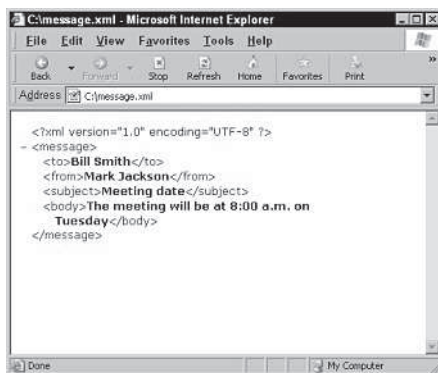 C:\message.xml - Microsoft Internet Explorer
File Edit View Favorites Tools Help
Back Forward Stop Refresh Home Favorites Print »
Address C:\message.xml
<?xml version="1.0" encoding="UTF-8" ?>
- <message>
<to>Bill Smith</to>
<from>Mark Jackson</from>
<subject>Meeting date</subject>
<body>The meeting will be at 8:00 a.m. on
Tuesday</body>
</message>
Done My Computer